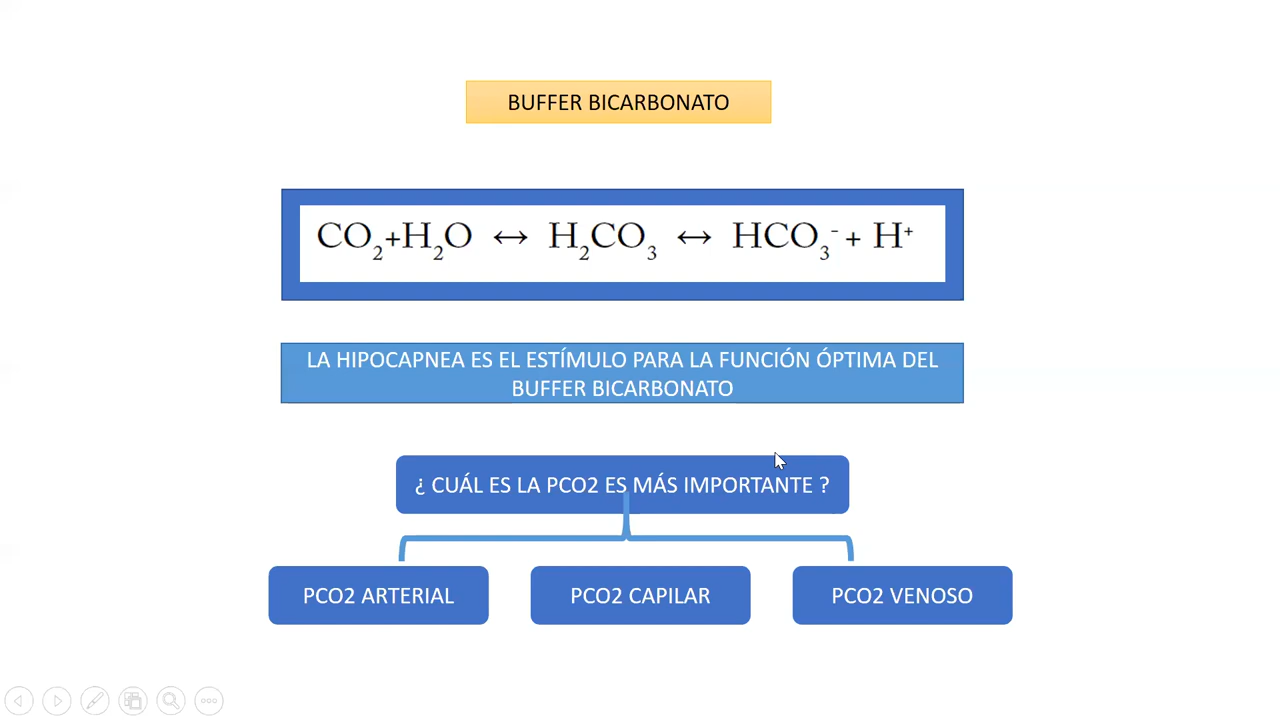 BUFFER BICARBONATO
CO₂+H₂O ↔ H₂CO₃ ↔ HCO₃⁻ + H⁺
LA HIPOCAPNEA ES EL ESTÍMULO PARA LA FUNCIÓN ÓPTIMA DEL
BUFFER BICARBONATO
¿ CUÁL ES LA PCO2 ES MÁS IMPORTANTE ?
PCO2 ARTERIAL
PCO2 CAPILAR
PCO2 VENOSO